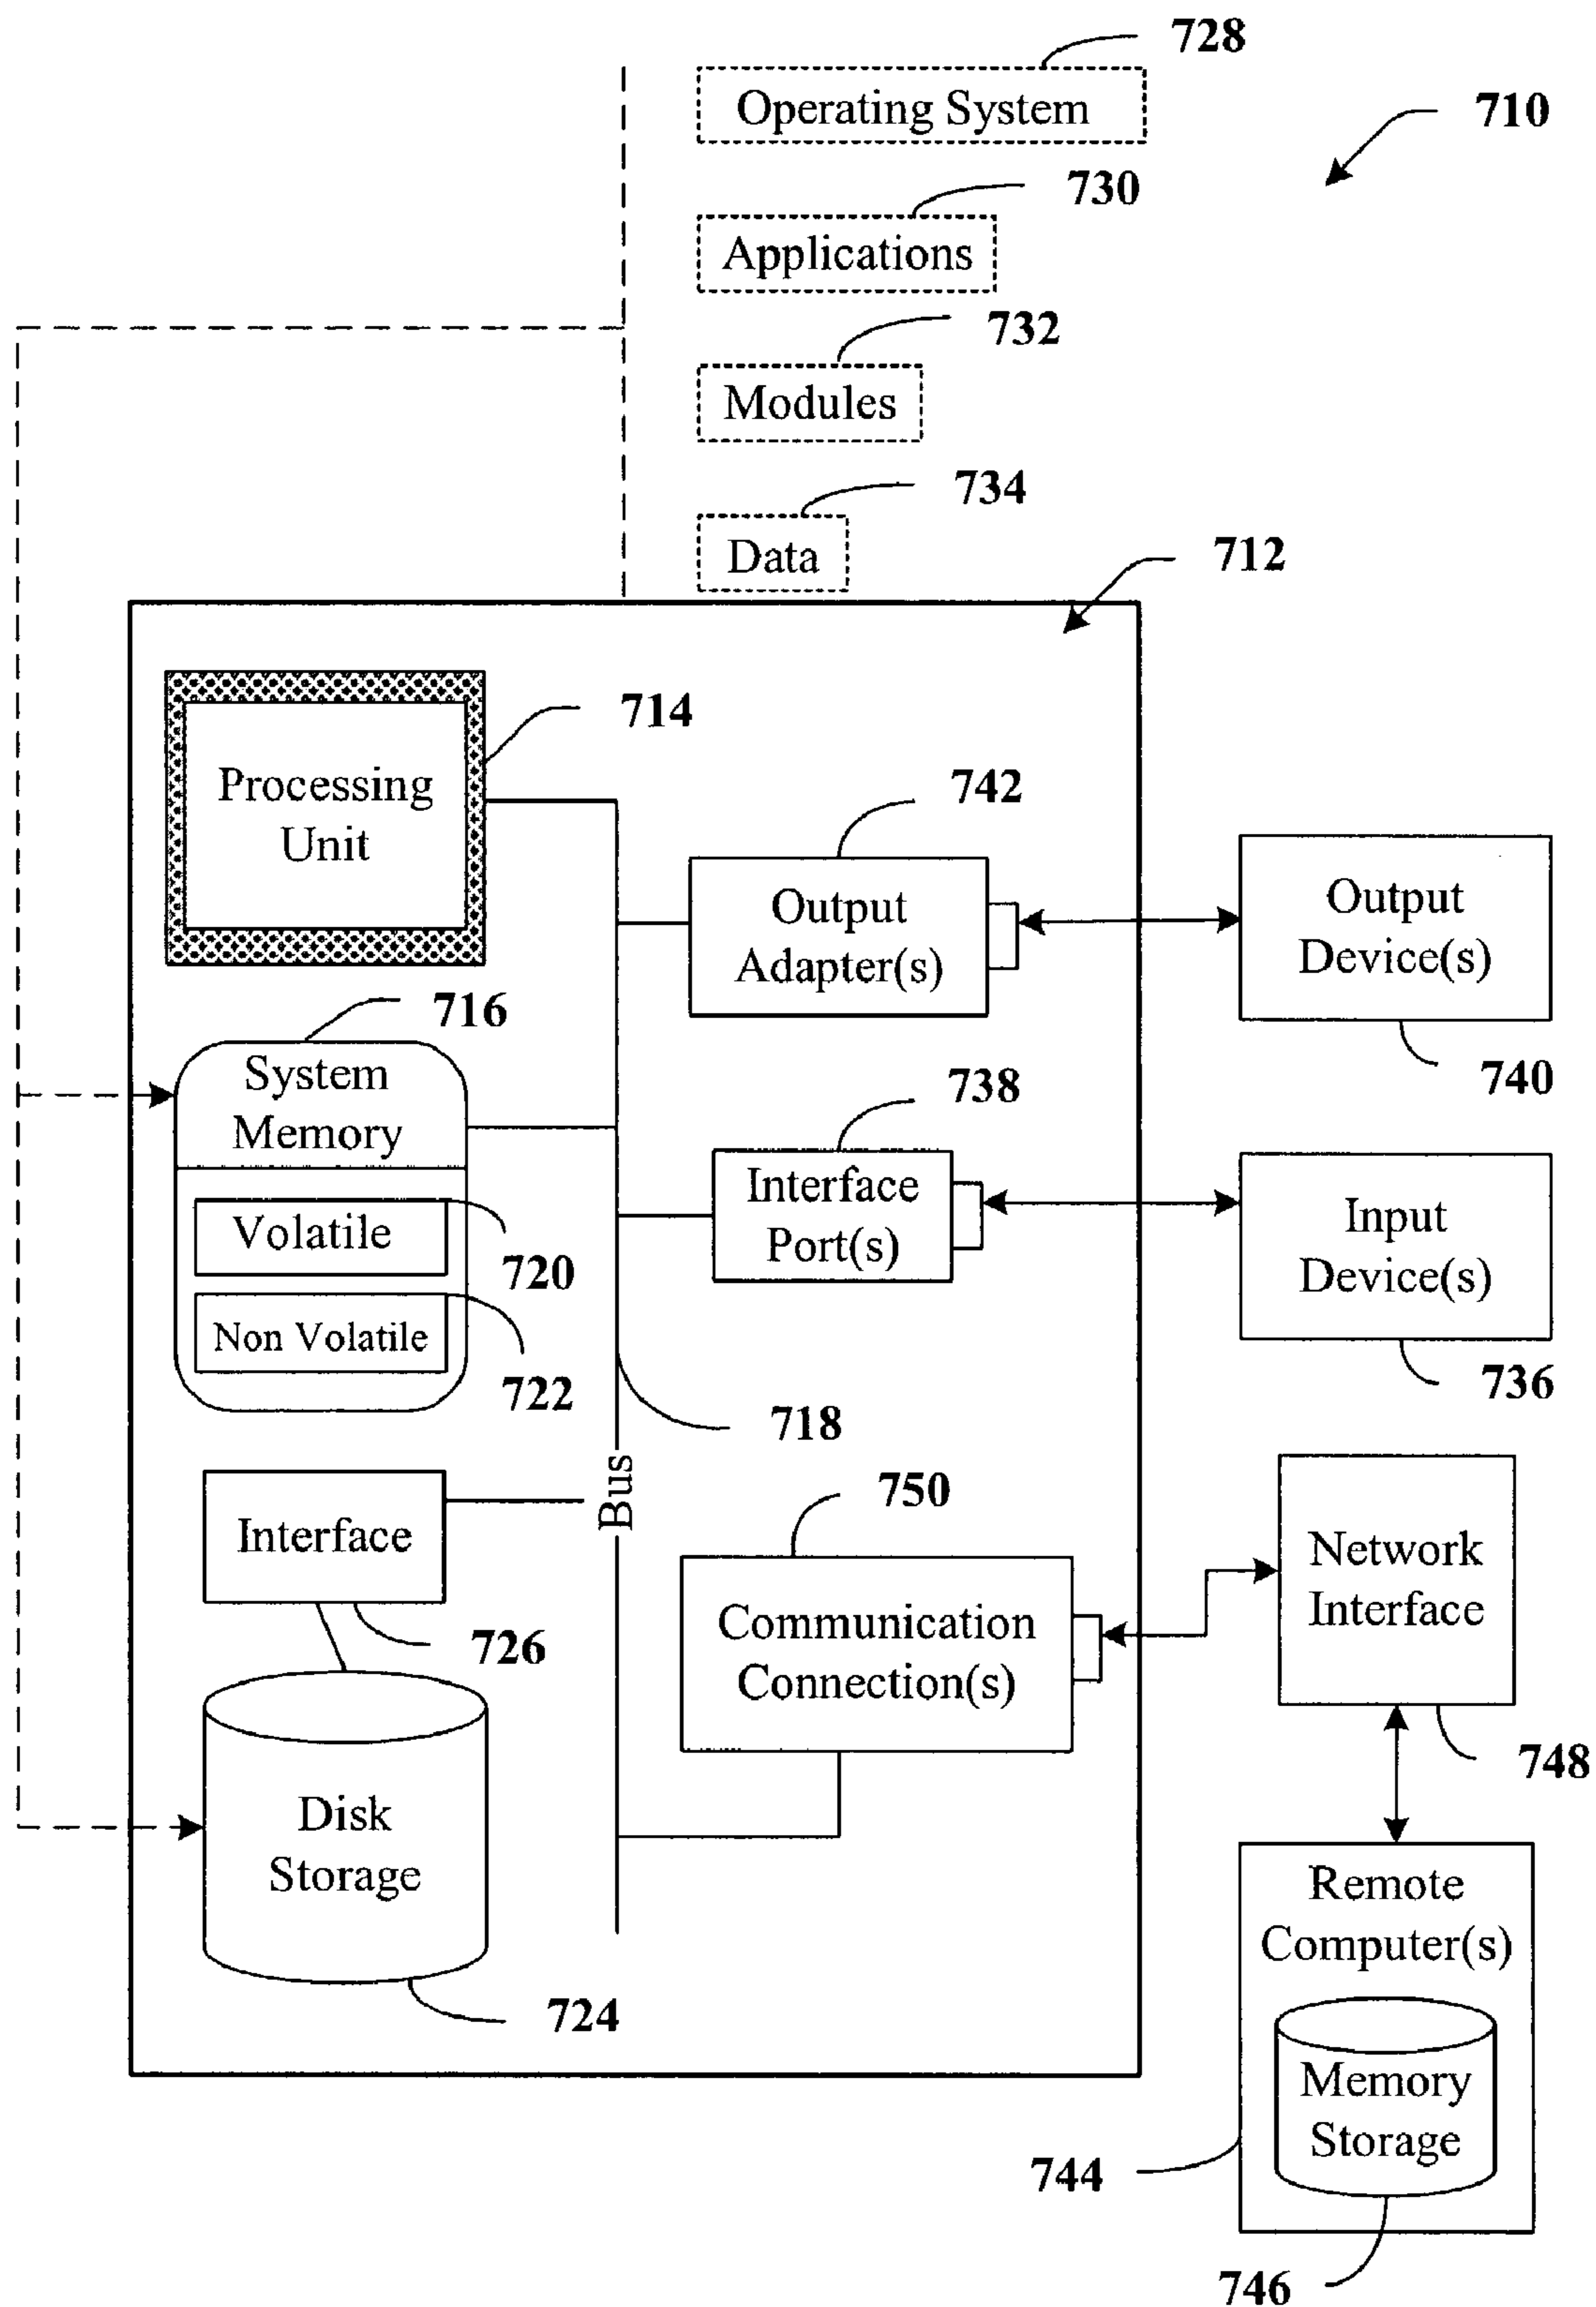 728
Operating System
710
730
Applications
732
Modules
734
Data
712
714
Processing
Unit
742
Output
Adapter(s)
Output
Device(s)
740
716
System
Memory
738
Interface
Port(s)
Input
Device(s)
736
Volatile
720
Non Volatile
722
718
Bus
Interface
726
750
Communication
Connection(s)
Network
Interface
748
Disk
Storage
724
Remote
Computer(s)
Memory
Storage
744
746